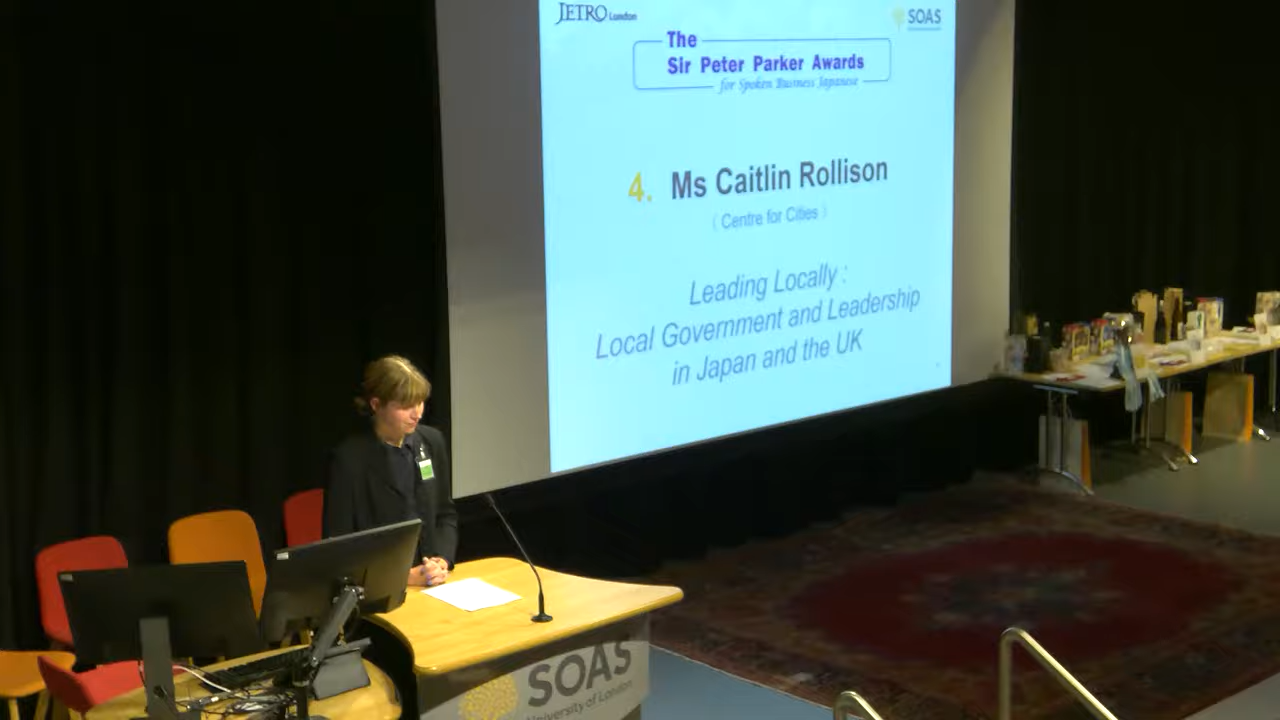 JETRO London
SOAS
The
Sir Peter Parker Awards
for Spoken Business Japanese
4. Ms Caitlin Rollison
( Centre for Cities )
Leading Locally :
Local Government and Leadership
in Japan and the UK
SOAS
University of London